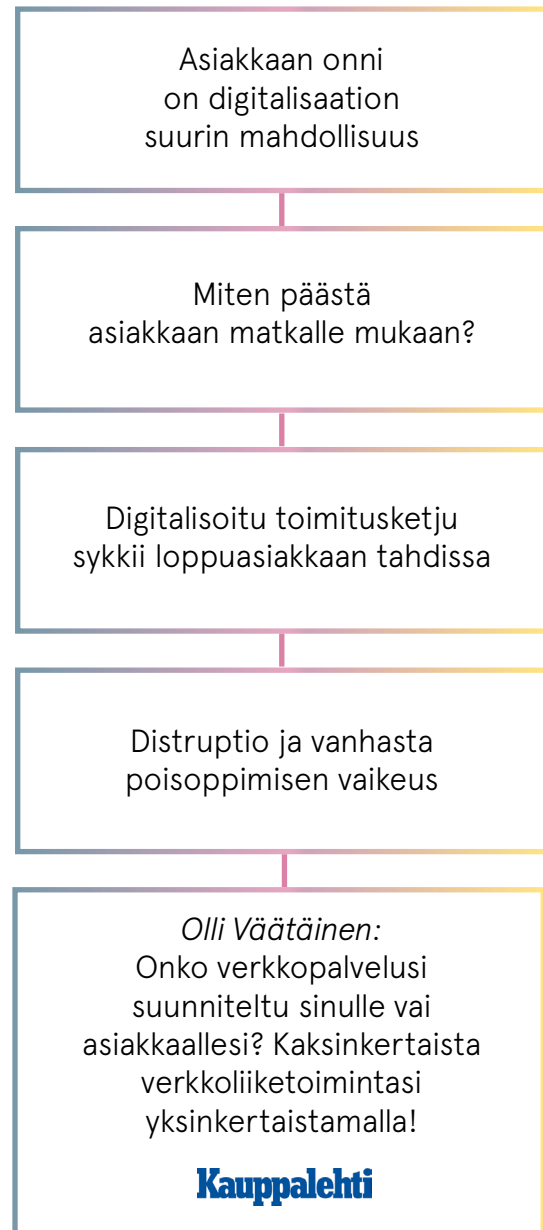 Asiakkaan onni
on digitalisaation
suurin mahdollisuus
Miten päästä
asiakkaan matkalle mukaan?
Digitalisoitu toimitusketju
sykkii loppuasiakkaan tahdissa
Distruptio ja vanhasta
poisoppimisen vaikeus
Olli Väätäinen:
Onko verkkopalvelusi
suunniteltu sinulle vai
asiakkaallesi? Kaksinkertaista
verkkoliiketoimintasi
yksinkertaistamalla!
Kauppalehti